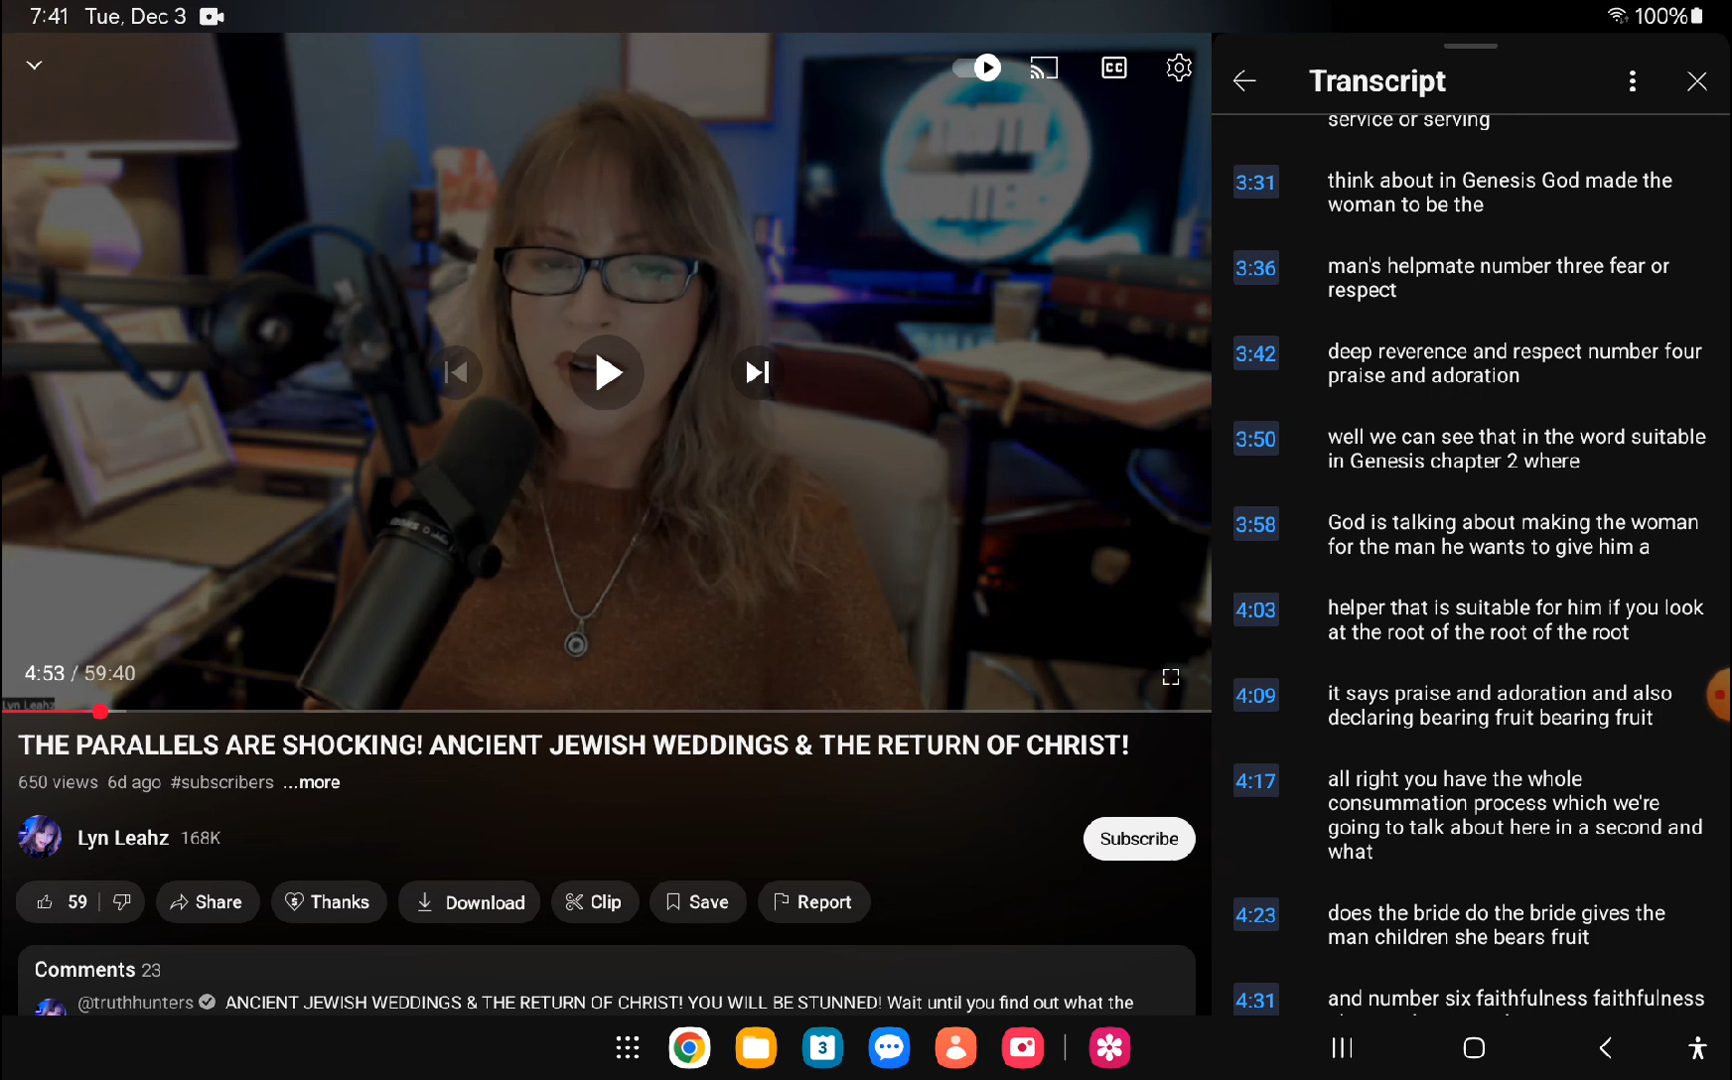 7:41 Tue, Dec 3
100%
Transcript
service or serving
3:31 think about in Genesis God made the
woman to be the
3:36 man's helpmate number three fear or
respect
3:42 deep reverence and respect number four
praise and adoration
3:50 well we can see that in the word suitable
in Genesis chapter 2 where
3:58 God is talking about making the woman
for the man he wants to give him a
4:03 helper that is suitable for him if you look
at the root of the root of the root
4:09 it says praise and adoration and also
declaring bearing fruit bearing fruit
4:17 all right you have the whole
consummation process which we're
going to talk about here in a second and
what
4:23 does the bride do the bride gives the
man children she bears fruit
4:31 and number six faithfulness faithfulness
CC
TRUTH
4:53 / 59:40
Lyn Leahz
THE PARALLELS ARE SHOCKING! ANCIENT JEWISH WEDDINGS & THE RETURN OF CHRIST!
650 views 6d ago #subscribers ...more
Lyn Leahz 168K
Subscribe
59
Share
Thanks
Download
Clip
Save
Report
Comments 23
@truthhunters ANCIENT JEWISH WEDDINGS & THE RETURN OF CHRIST! YOU WILL BE STUNNED! Wait until you find out what the
3